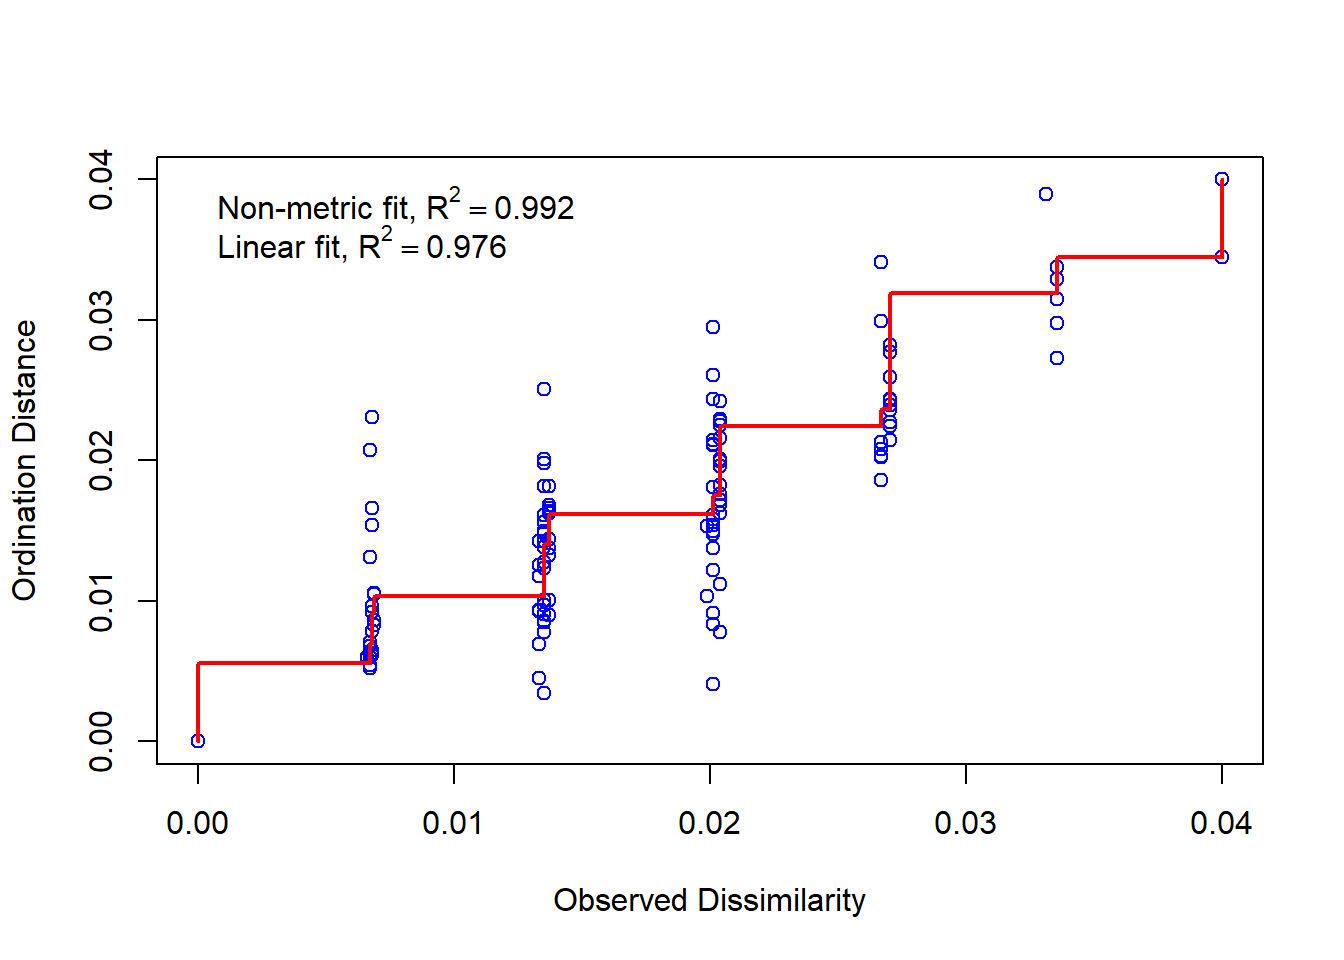 Non-metric fit, R² = 0.992
Linear fit, R² = 0.976
Ordination Distance
0.04
0.03
0.02
0.01
0.00
0.00 0.01 0.02 0.03 0.04
Observed Dissimilarity